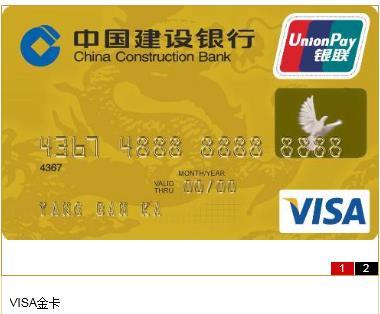 中国建设银行
China Construction Bank
UnionPay
银联
4367 4888 8888 8888
4367
MONTH/YEAR
VALID
THRU
00/00
YANG GAN KA
VISA
1 2
VISA金卡